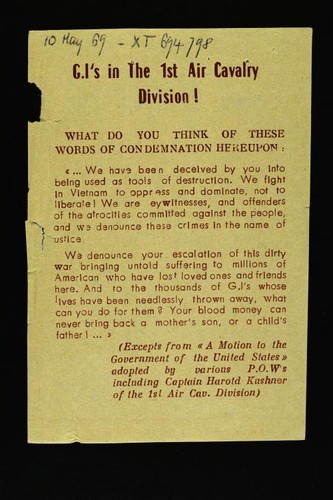 10 May 69 - XT 694798
G.I's in The 1st Air Cavalry
Division !
WHAT DO YOU THINK OF THESE
WORDS OF CONDEMNATION HEREUPON :
« ... We have been deceived by you into
being used as tools of destruction. We fight
in Vietnam to oppress and dominate, not to
liberate! We are eyewitnesses, and offenders
of the atrocities committed against the people,
and we denounce these crimes in the name of
justice
We denounce your escalation of this dirty
war bringing untold suffering to millions of
American who have lost loved ones and friends
here. And to the thousands of G.I's whose
lives have been needlessly thrown away, what
can you do for them ? Your blood money can
never bring back a mother's son, or a child's
father ! ... »
(Excepts from « A Motion to the
Government of the United States »
adopted by various P.O.W's
including Captain Harold Kushner
of the 1st Air Cav. Division)